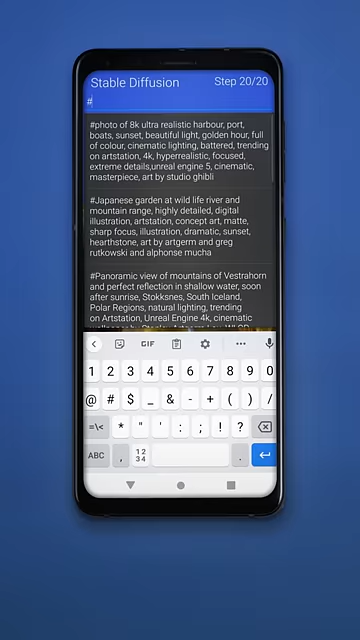 Stable Diffusion Step 20/20
#
#photo of 8k ultra realistic harbour, port,
boats, sunset, beautiful light, golden hour, full
of colour, cinematic lighting, battered, trending
on artstation, 4k, hyperrealistic, focused,
extreme details,unreal engine 5, cinematic,
masterpiece, art by studio ghibli
#Japanese garden at wild life river and
mountain range, highly detailed, digital
illustration, artstation, concept art, matte,
sharp focus, illustration, dramatic, sunset,
hearthstone, art by artgerm and greg
rutkowski and alphonse mucha
#Panoramic view of mountains of Vestrahorn
and perfect reflection in shallow water, soon
after sunrise, Stokksnes, South Iceland,
Polar Regions, natural lighting, trending
on Artstation, Unreal Engine 4k, cinematic
GIF
1 2 3 4 5 6 7 8 9 0
@ # $ _ & - + ( ) /
=\< * " ' : ; ! ?
ABC , 12 34 .